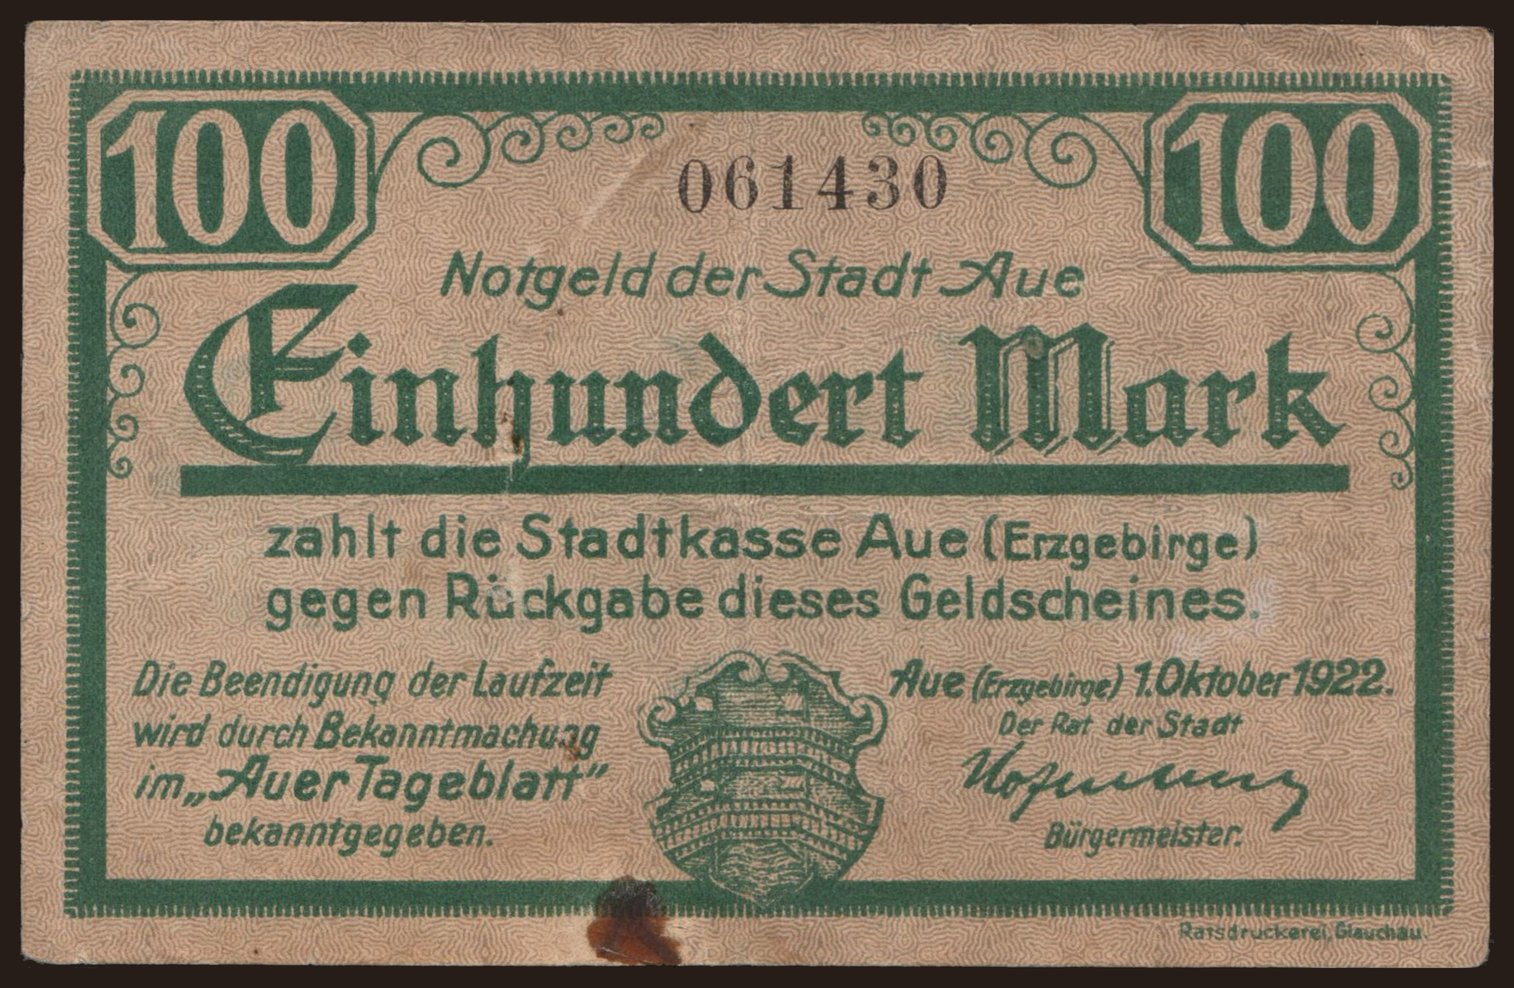 100 100
061430
Notgeld der Stadt Aue
Einhundert Mark
zahlt die Stadtkasse Aue (Erzgebirge)
gegen Rückgabe dieses Geldscheines.
Die Beendigung der Laufzeit
wird durch Bekanntmachung
im „Auer Tageblatt"
bekanntgegeben.
Aue (Erzgebirge) 1. Oktober 1922.
Der Rat der Stadt
Bürgermeister.
Ratsdruckerei, Glauchau.